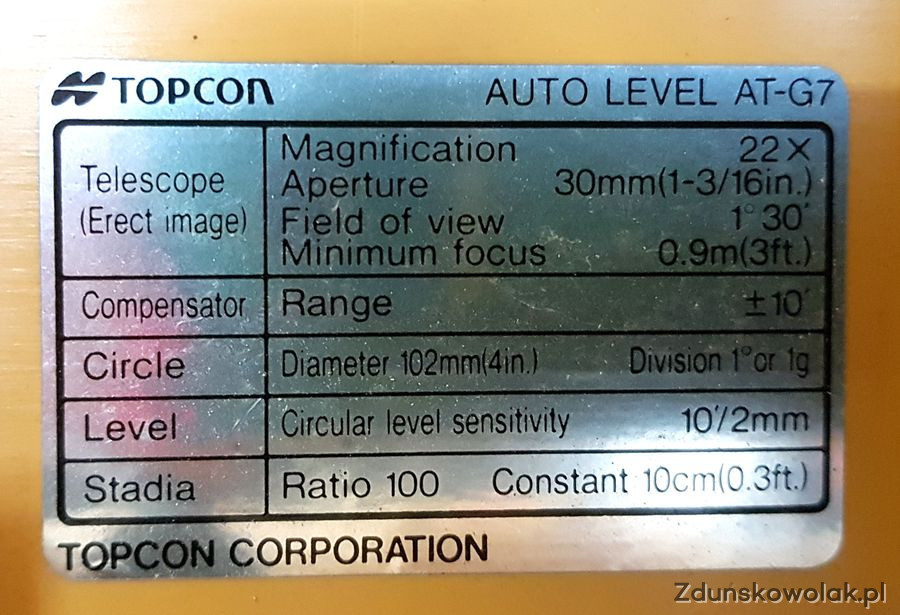 TOPCON AUTO LEVEL AT-G7
Telescope (Erect image)
Magnification 22X
Aperture 30mm(1-3/16in.)
Field of view 1° 30′
Minimum focus 0.9m(3ft.)
Compensator Range ±10′
Circle Diameter 102mm(4in.) Division 1° or 1g
Level Circular level sensitivity 10′/2mm
Stadia Ratio 100 Constant 10cm(0.3ft.)
TOPCON CORPORATION
Zduńskowolak.pl